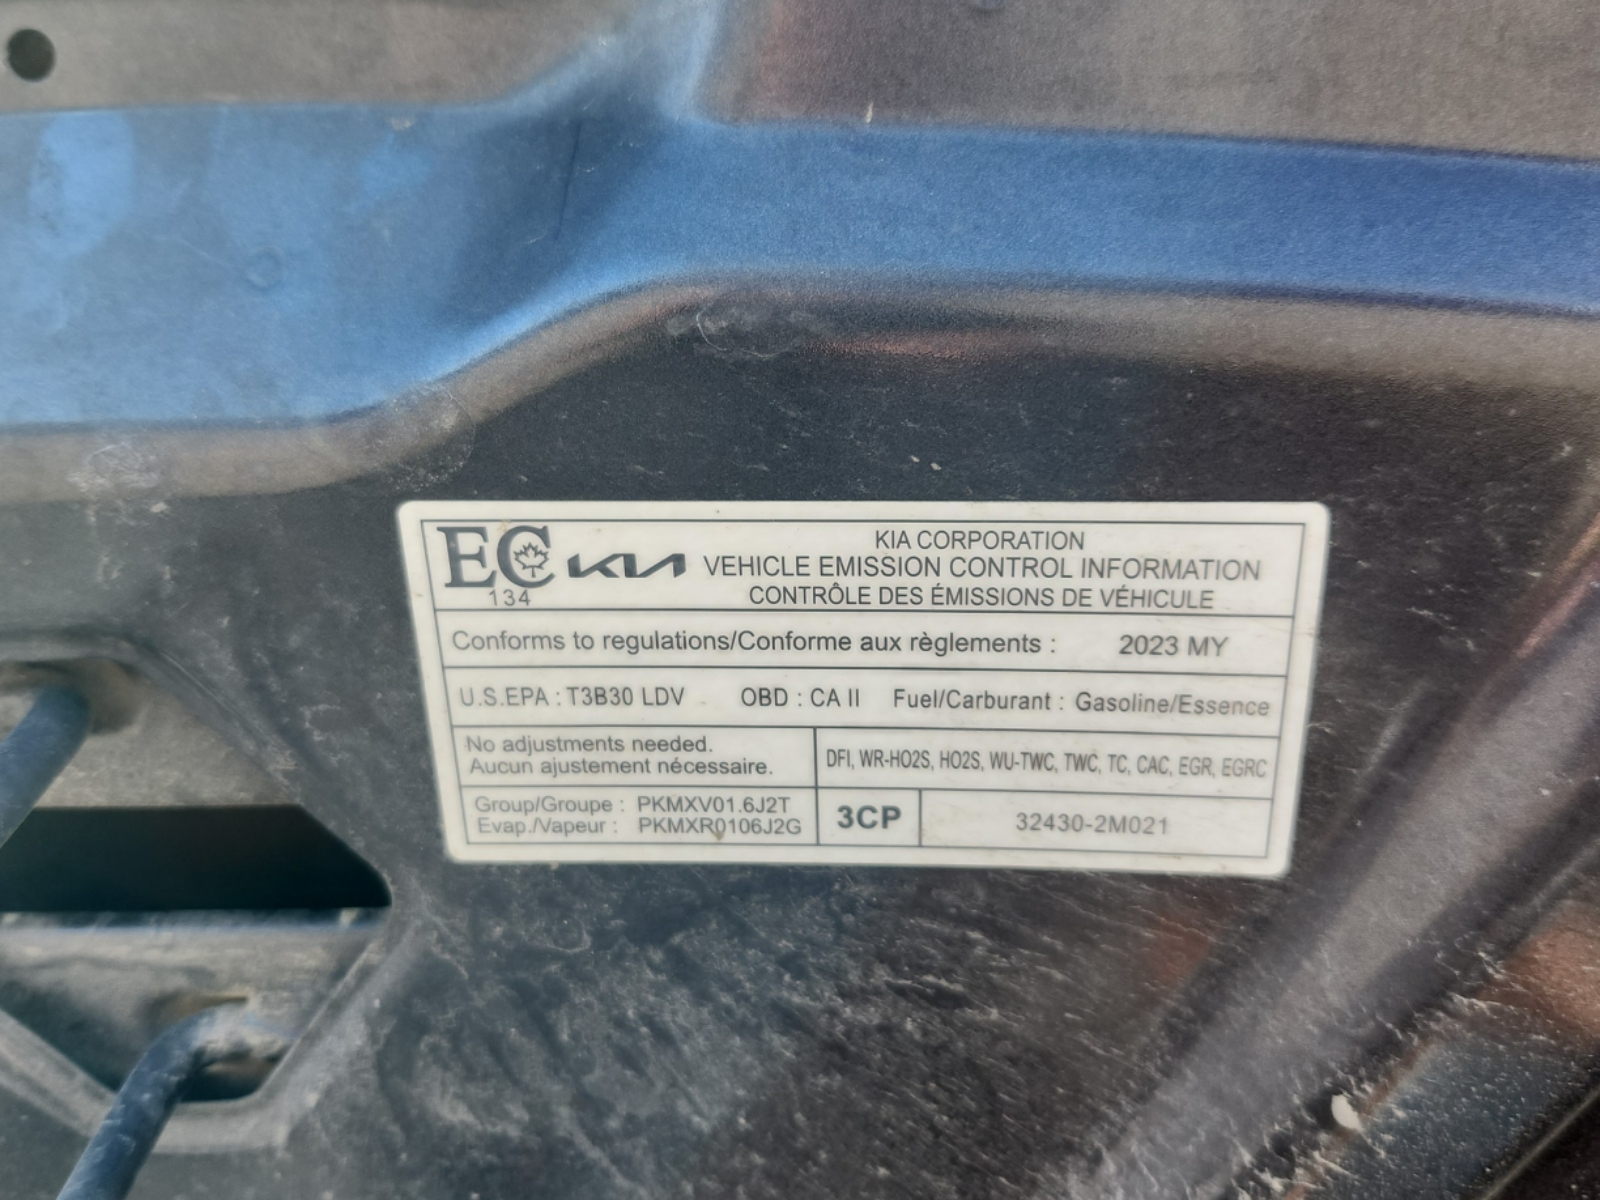 EC
134
KIA
KIA CORPORATION
VEHICLE EMISSION CONTROL INFORMATION
CONTRÔLE DES ÉMISSIONS DE VÉHICULE
Conforms to regulations/Conforme aux règlements : 2023 MY
U.S.EPA : T3B30 LDV OBD : CA II Fuel/Carburant : Gasoline/Essence
No adjustments needed.
Aucun ajustement nécessaire.
DFI, WR-HO2S, HO2S, WU-TWC, TWC, TC, CAC, EGR, EGRC
Group/Groupe : PKMXV01.6J2T
Evap./Vapeur : PKMXR0106J2G
3CP
32430-2M021